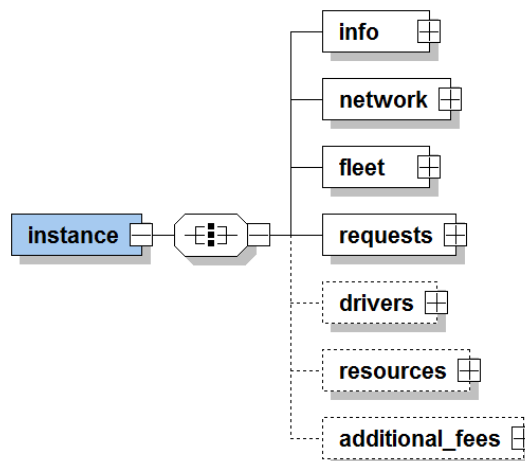 info
network
fleet
instance
requests
drivers
resources
additional_fees